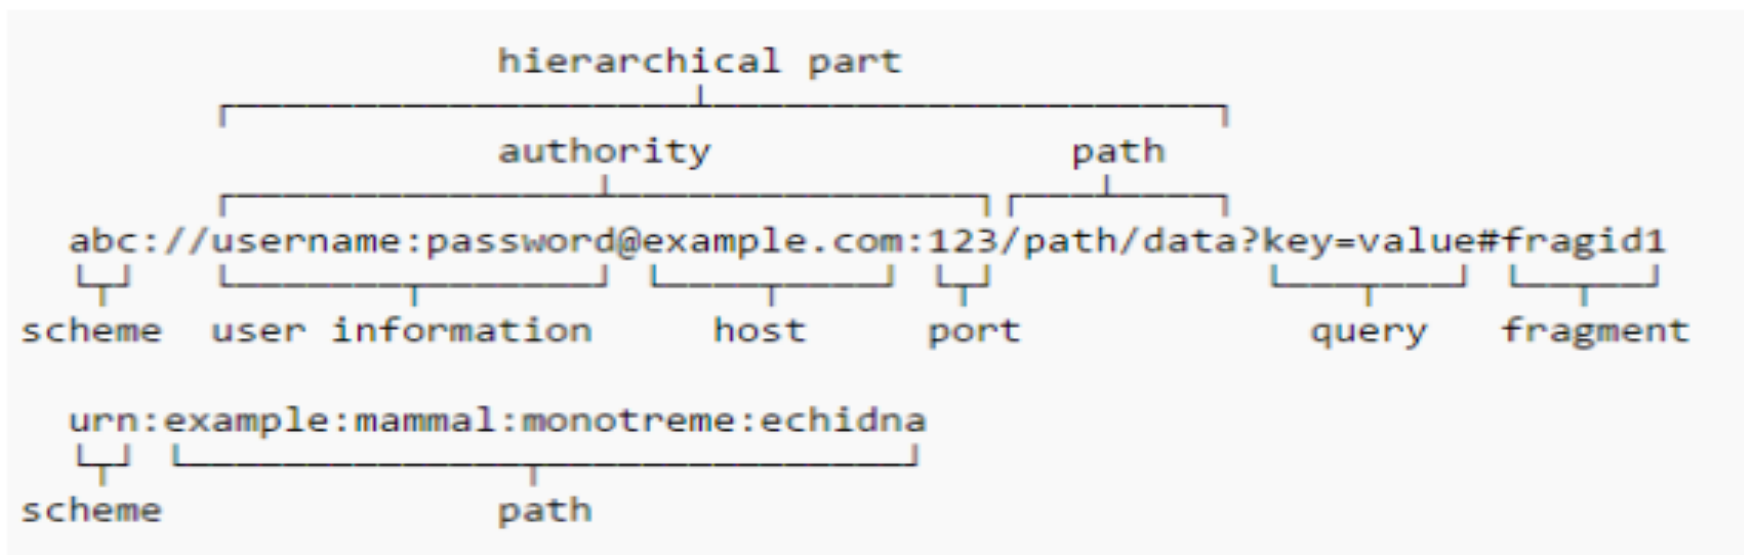 hierarchical part
authority path
abc://username:password@example.com:123/path/data?key=value#fragid1
scheme user information host port query fragment
urn:example:mammal:monotreme:echidna
scheme path